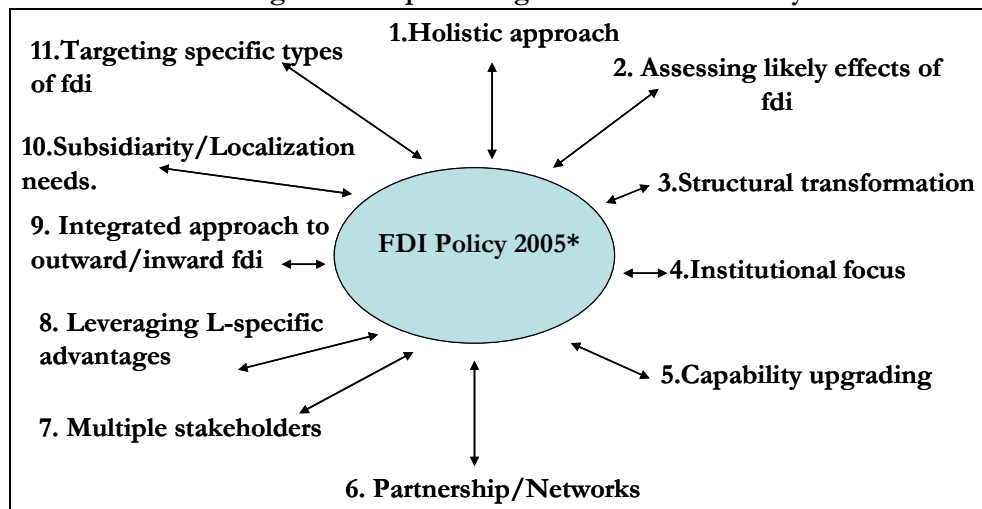 1.Holistic approach
2. Assessing likely effects of
fdi
3.Structural transformation
4.Institutional focus
5.Capability upgrading
6. Partnership/Networks
7. Multiple stakeholders
8. Leveraging L-specific
advantages
9. Integrated approach to
outward/inward fdi
10.Subsidiarity/Localization
needs.
11.Targeting specific types
of fdi
FDI Policy 2005*